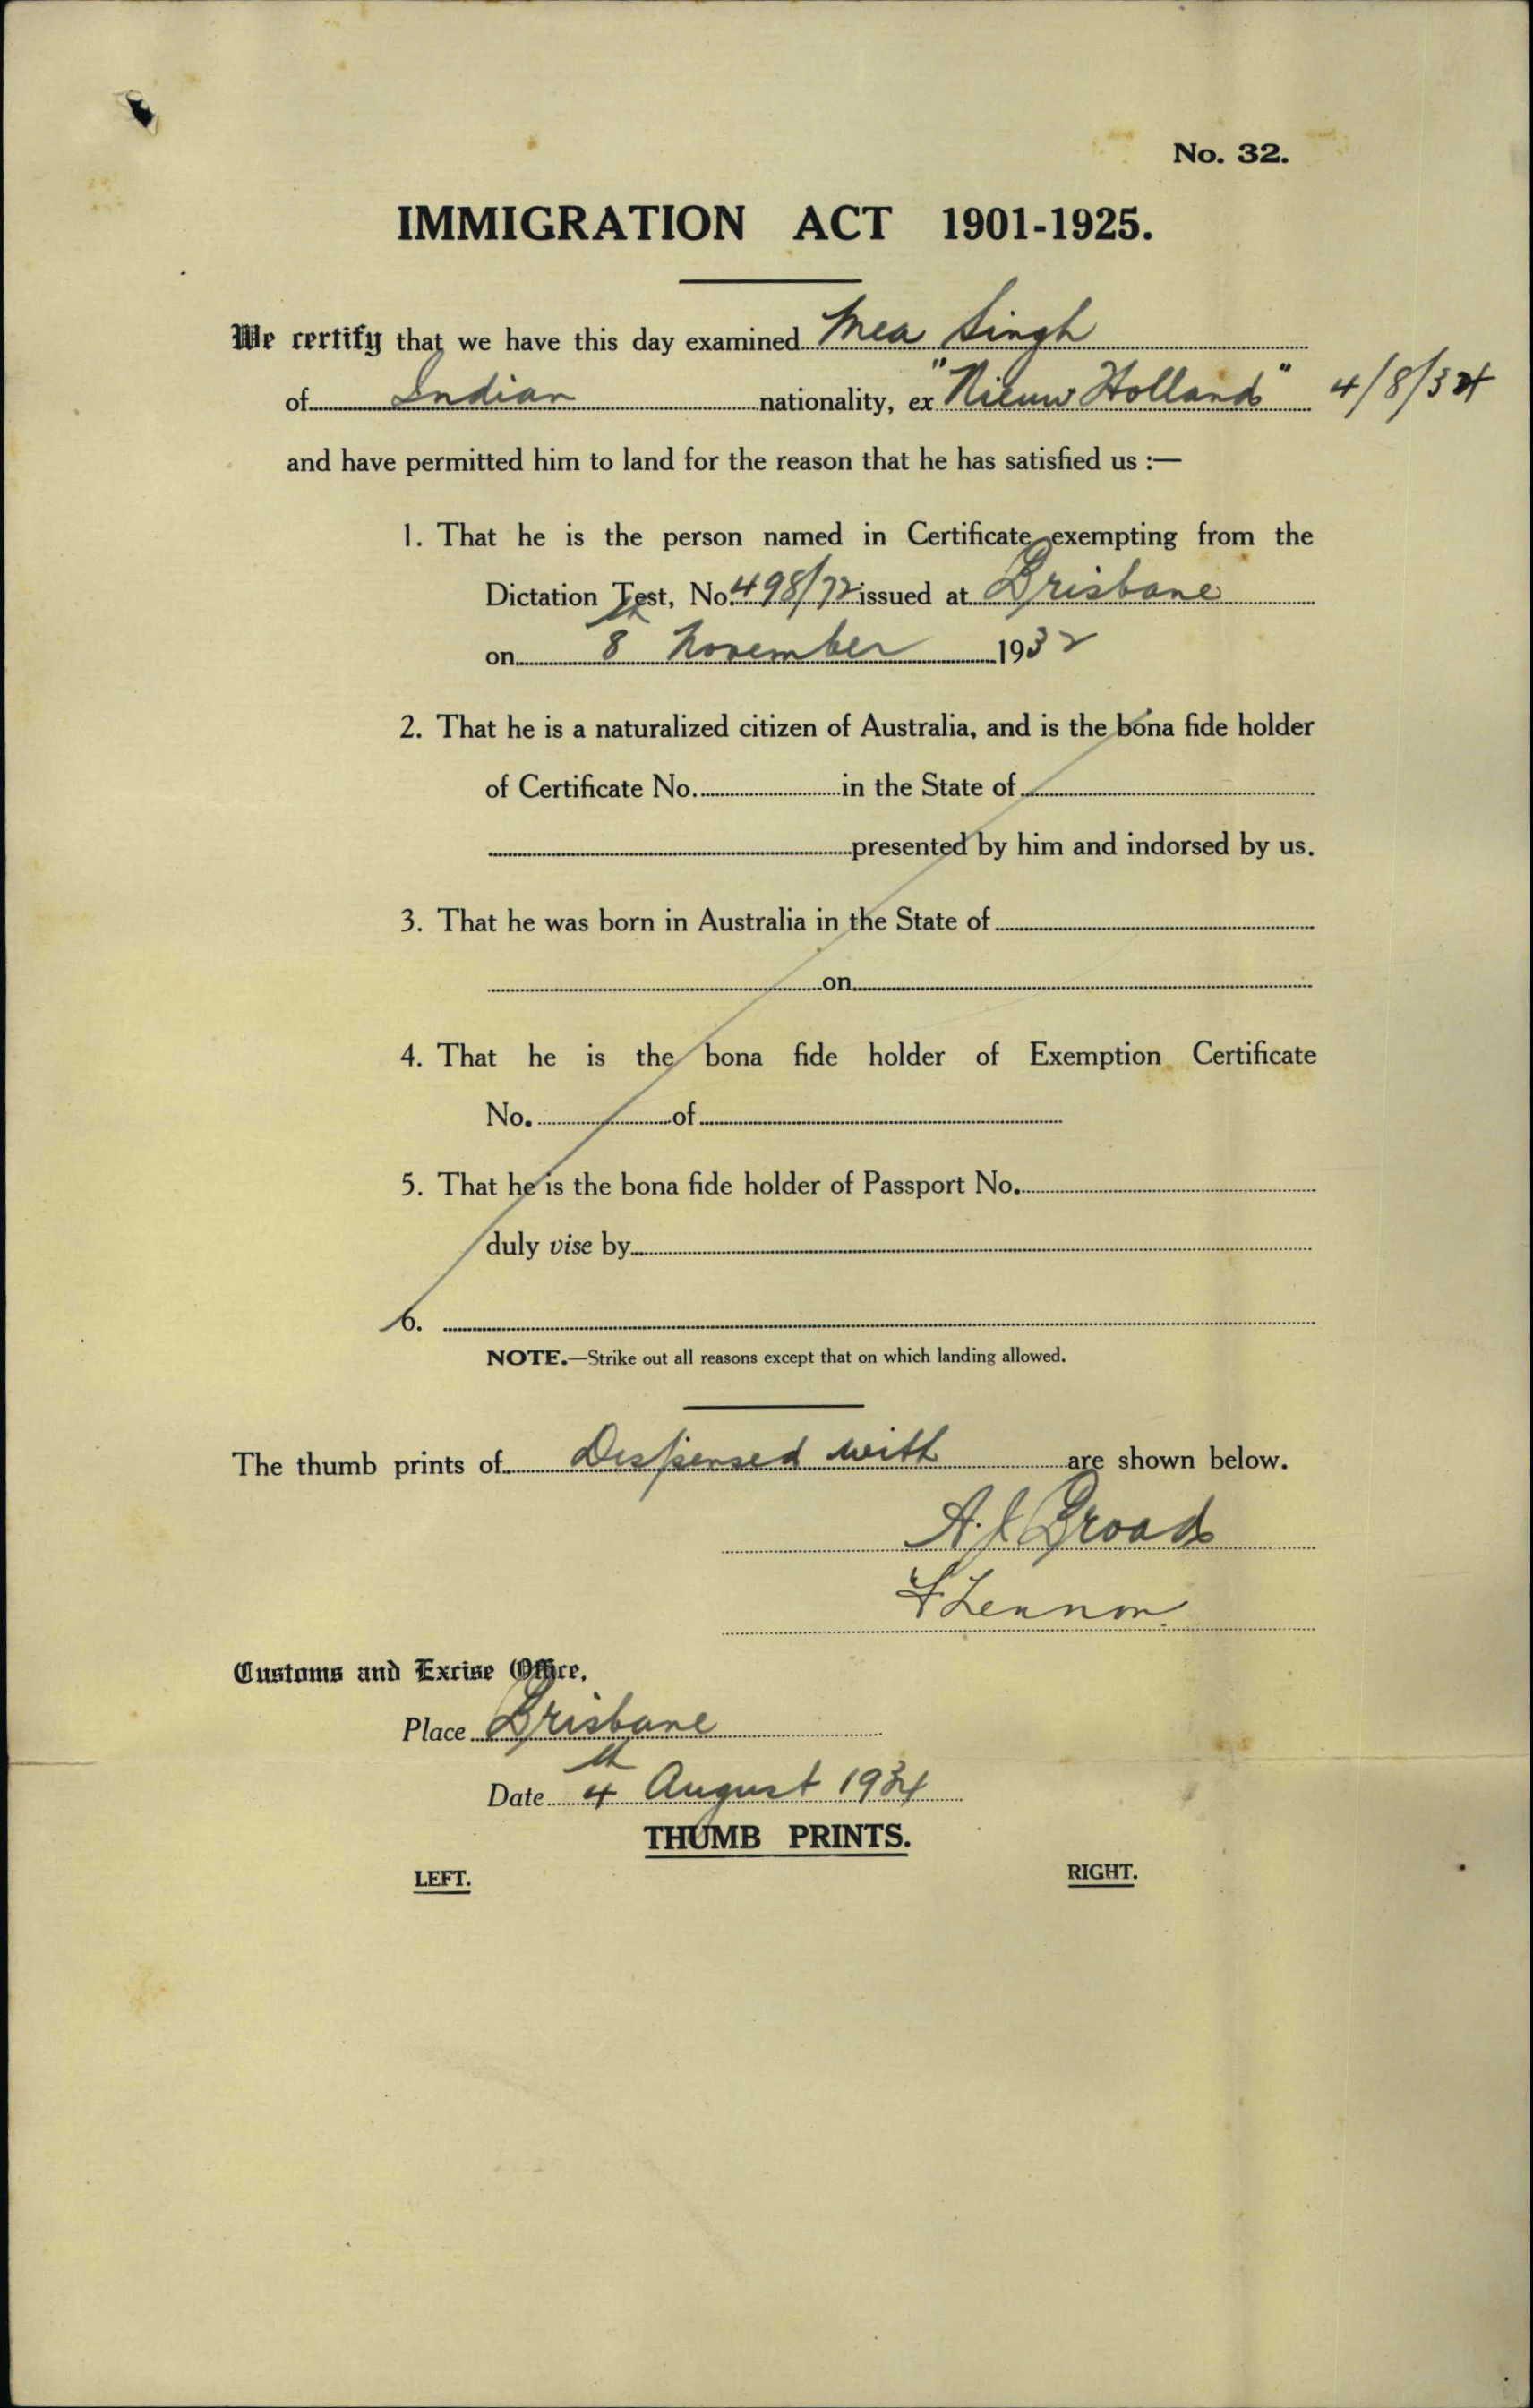 No. 32.
IMMIGRATION ACT 1901-1925.
We certify that we have this day examined Mea Singh
of Indian nationality, ex "Nieuw Holland" 4/8/34
and have permitted him to land for the reason that he has satisfied us :—
1. That he is the person named in Certificate exempting from the
Dictation Test, No. 498/72 issued at Brisbane
on 8th November 1932
2. That he is a naturalized citizen of Australia, and is the bona fide holder
of Certificate No. in the State of
presented by him and indorsed by us.
3. That he was born in Australia in the State of
on
4. That he is the bona fide holder of Exemption Certificate
No. of
5. That he is the bona fide holder of Passport No.
duly vise by
6.
NOTE.—Strike out all reasons except that on which landing allowed.
The thumb prints of Dispensed with are shown below.
A. J. Broad
F Lennon
Customs and Excise Office.
Place Brisbane
Date 4th August 1934
THUMB PRINTS.
LEFT. RIGHT.